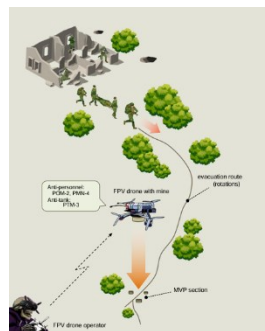 Anti-personnel:
POM-2, PMN-4
Anti-tank:
PTM-3
FPV drone with mine
evacuation route
(rotations)
MVP section
FPV drone operator